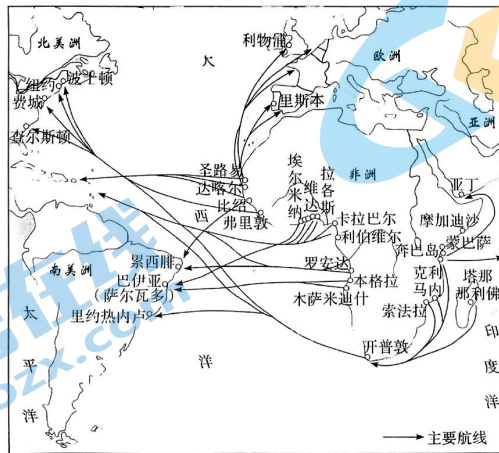 北美洲
大
利物浦
欧洲
纽约
波士顿
费城
里斯本
亚洲
查尔斯顿
圣路易
达喀尔
比绍
弗里敦
西
埃尔米纳
维达
拉各斯
非洲
亚丁
摩加迪沙
卡拉巴尔
利伯维尔
奔巴岛
蒙巴萨
南美洲
累西腓
巴伊亚
(萨尔瓦多)
里约热内卢
罗安达
本格拉
木萨米迪什
克利马内
索法拉
塔那那利佛
开普敦
太平洋
洋
印度洋
主要航线
zx.com